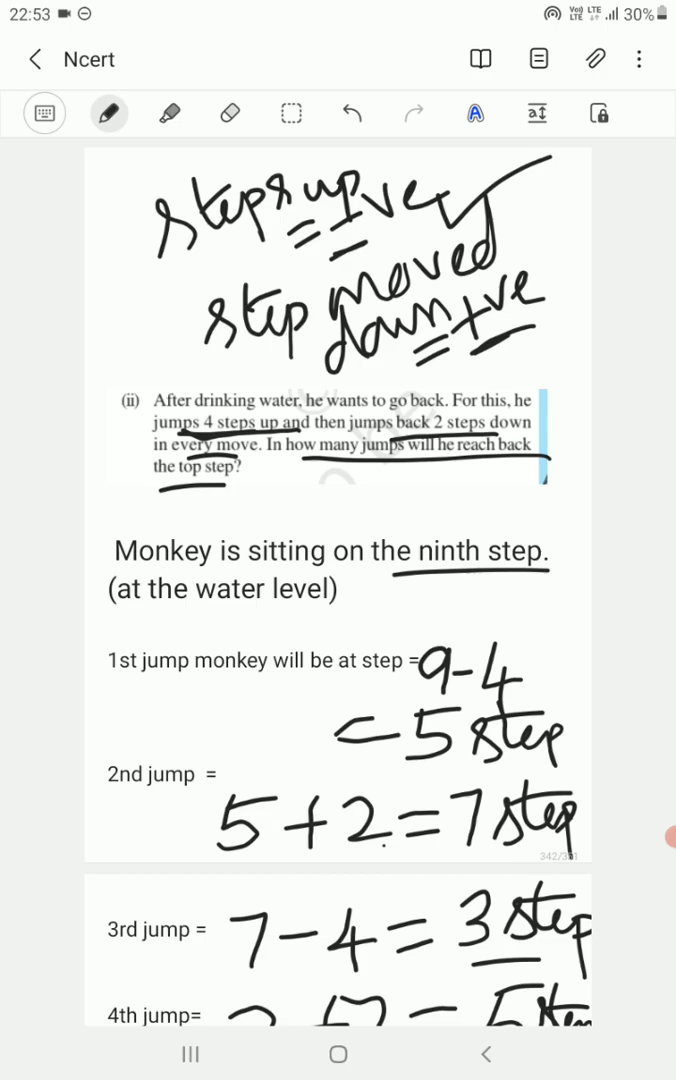 22:53
Vo)) LTE
LTE
30%
Ncert
steps up -ve
step moved
down = +ve
(ii) After drinking water, he wants to go back. For this, he
jumps 4 steps up and then jumps back 2 steps down
in every move. In how many jumps will he reach back
the top step?
Monkey is sitting on the ninth step.
(at the water level)
1st jump monkey will be at step = 9-4
= 5 step
2nd jump =
5+2=7 step
3rd jump = 7-4= 3 step
4th jump=